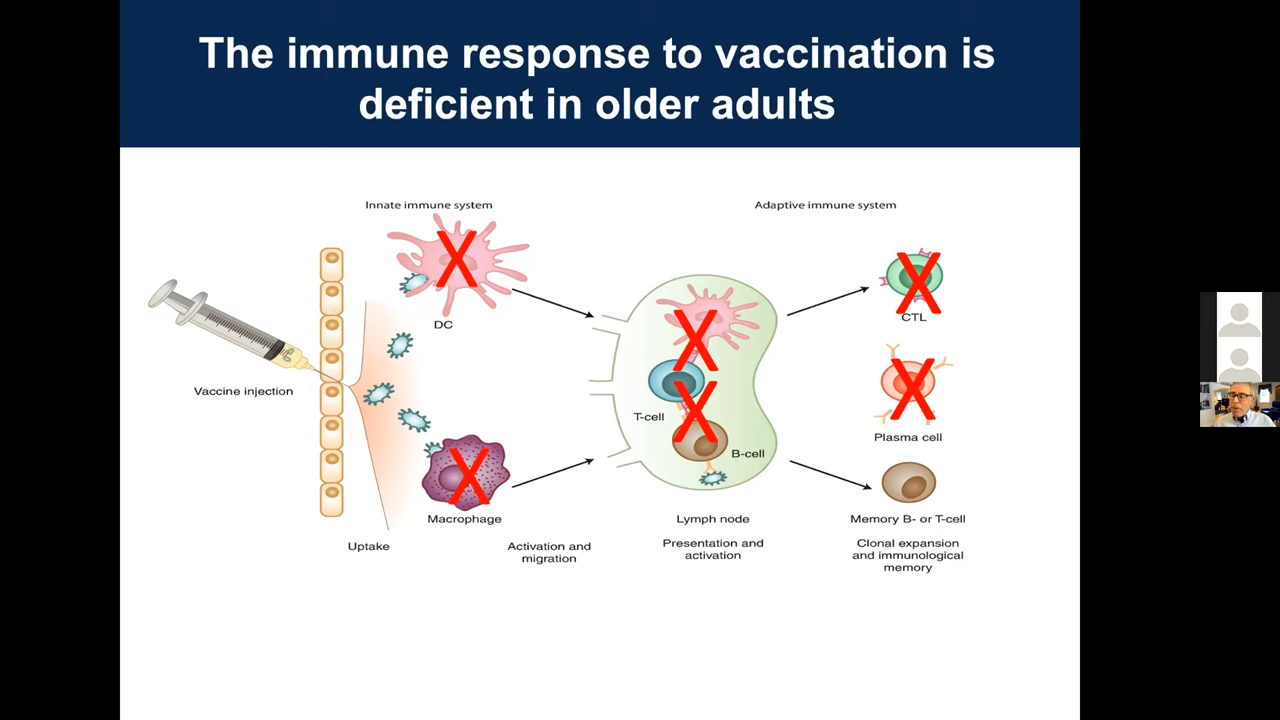 The immune response to vaccination is
deficient in older adults
Innate immune system
Adaptive immune system
DC
CTL
Vaccine injection
T-cell
B-cell
Plasma cell
Macrophage
Lymph node
Memory B- or T-cell
Uptake
Activation and
migration
Presentation and
activation
Clonal expansion
and immunological
memory